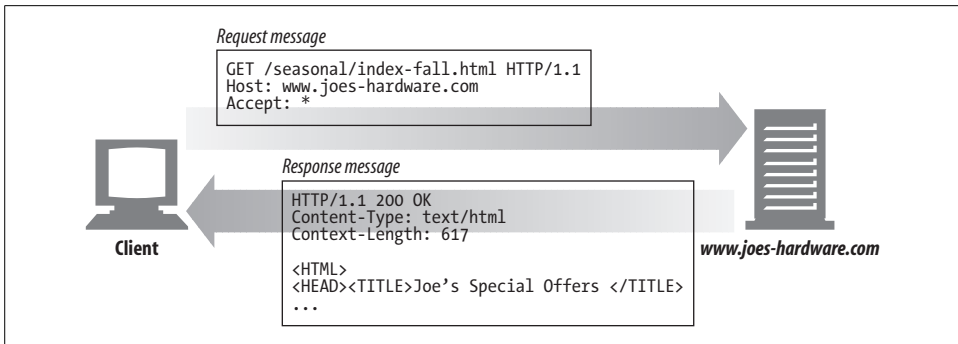 Request message
GET /seasonal/index-fall.html HTTP/1.1
Host: www.joes-hardware.com
Accept: *
Response message
HTTP/1.1 200 OK
Content-Type: text/html
Context-Length: 617
<HTML>
<HEAD><TITLE>Joe’s Special Offers </TITLE>
...
Client
www.joes-hardware.com